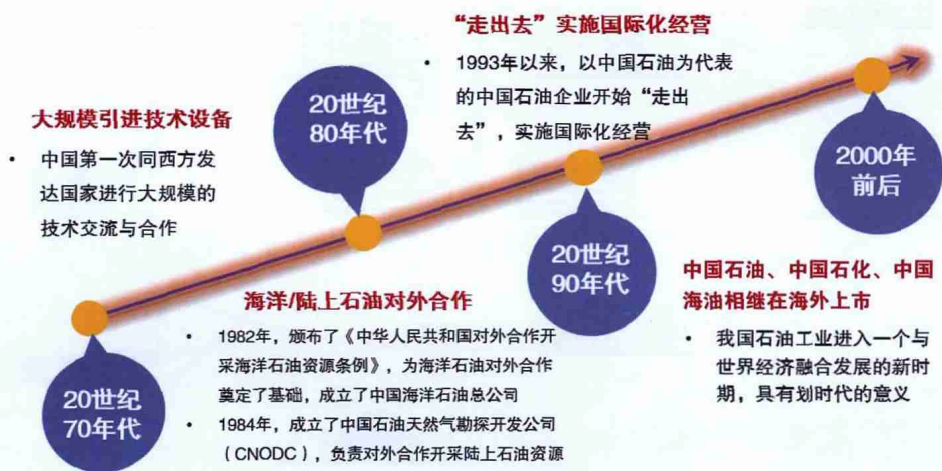 “走出去”实施国际化经营
• 1993年以来，以中国石油为代表
的中国石油企业开始“走出
去”，实施国际化经营
20世纪
80年代
大规模引进技术设备
• 中国第一次同西方发
达国家进行大规模的
技术交流与合作
2000年
前后
20世纪
90年代
中国石油、中国石化、中国
海油相继在海外上市
• 我国石油工业进入一个与
世界经济融合发展的新时
期，具有划时代的意义
海洋/陆上石油对外合作
• 1982年，颁布了《中华人民共和国对外合作开
采海洋石油资源条例》，为海洋石油对外合作
奠定了基础，成立了中国海洋石油总公司
• 1984年，成立了中国石油天然气勘探开发公司
（CNODC），负责对外合作开采陆上石油资源
20世纪
70年代